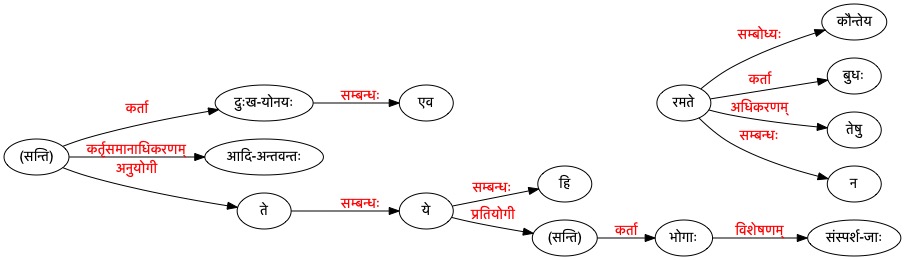 कौन्तेय
सम्बोध्यः
बुधः
कर्ता
रमते
अधिकरणम्
तेषु
सम्बन्धः
न
कर्ता
दुःख-योनयः
सम्बन्धः
एव
(सन्ति)
कर्तृसमानाधिकरणम्
आदि-अन्तवन्तः
अनुयोगी
ते
सम्बन्धः
ये
सम्बन्धः
हि
प्रतियोगी
(सन्ति)
कर्ता
भोगाः
विशेषणम्
संस्पर्श-जाः